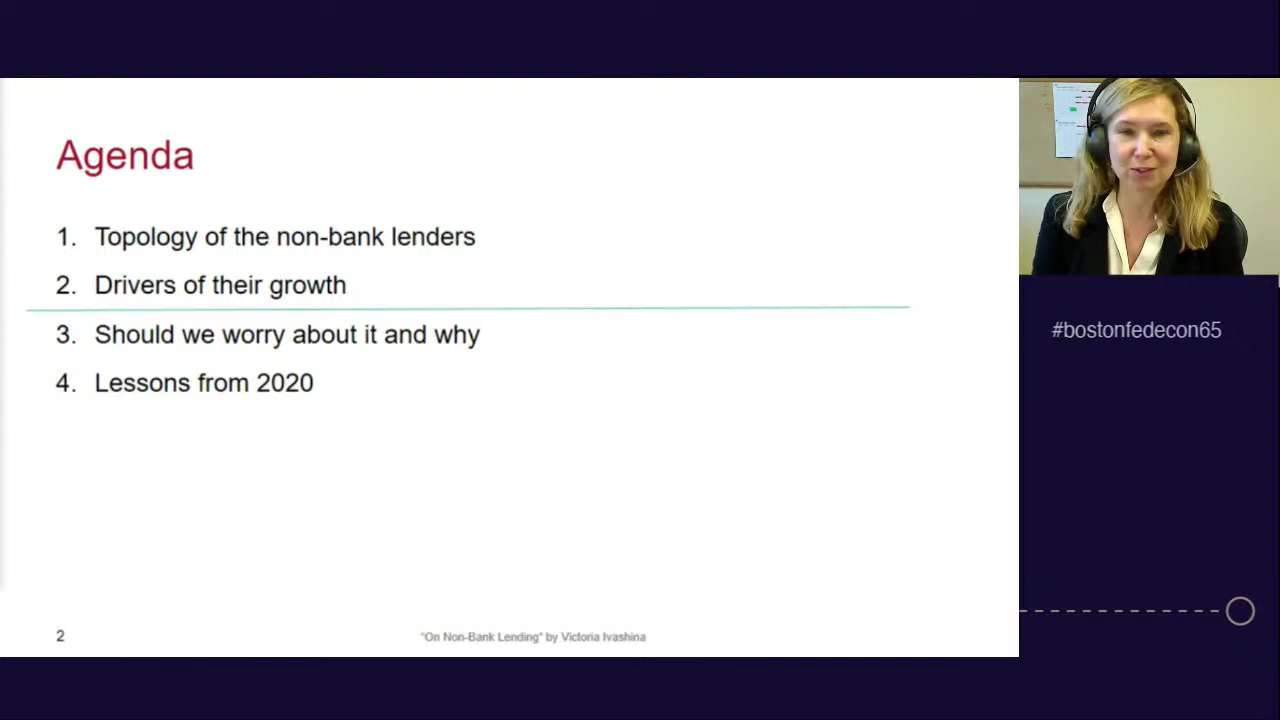 Agenda
1. Topology of the non-bank lenders
2. Drivers of their growth
3. Should we worry about it and why
4. Lessons from 2020
#bostonfedecon65
2
"On Non-Bank Lending" by Victoria Ivashina